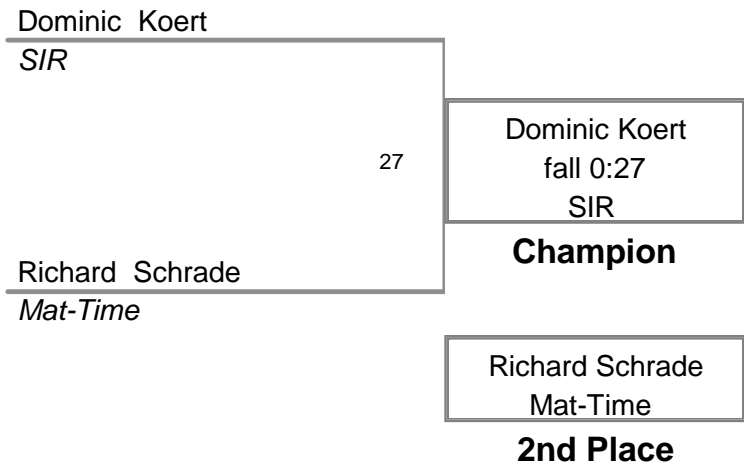 Dominic Koert
SIR
27
Dominic Koert
fall 0:27
SIR
Champion
Richard Schrade
Mat-Time
Richard Schrade
Mat-Time
2nd Place